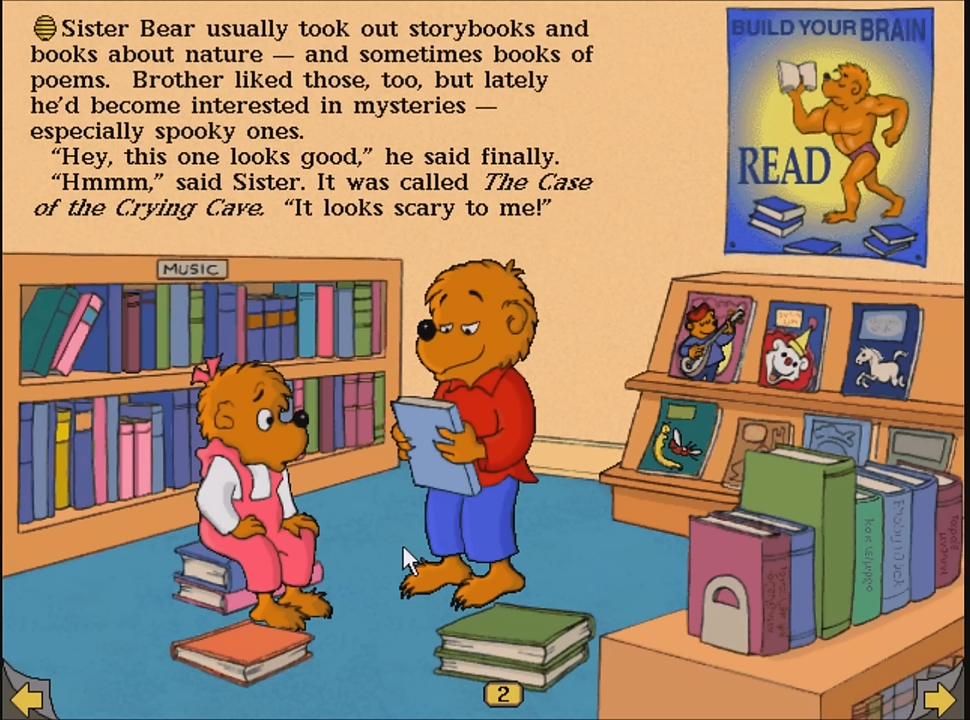 Sister Bear usually took out storybooks and
books about nature — and sometimes books of
poems. Brother liked those, too, but lately
he'd become interested in mysteries —
especially spooky ones.
"Hey, this one looks good," he said finally.
"Hmmm," said Sister. It was called The Case
of the Crying Cave. "It looks scary to me!"
BUILD YOUR BRAIN
READ
MUSIC
2